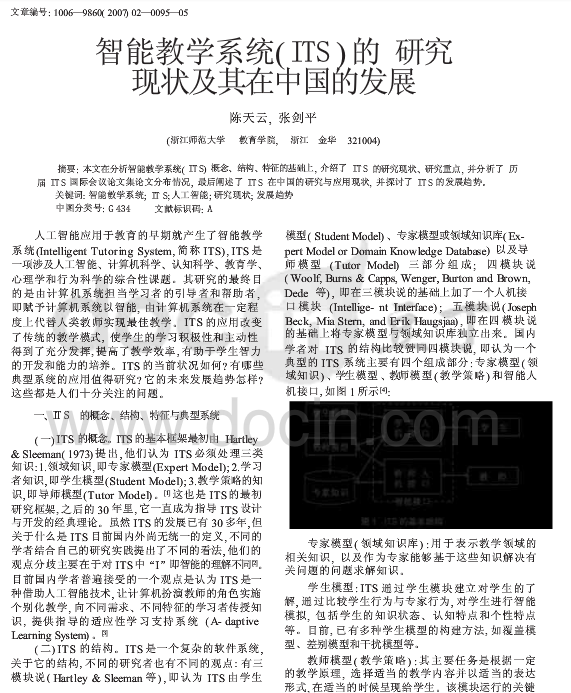 文章编号: 1006—9860(2007)02—0095—05
智能教学系统(ITS)的 研究
现状及其在中国的发展
陈天云, 张剑平
(浙江师范大学 教育学院, 浙江 金华 321004)
摘要: 本文在分析智能教学系统(ITS)概念、结构、特征的基础上, 介绍了 ITS 的研究现状、研究重点, 并分析了 历
届 ITS 国际会议论文集论文分布情况, 最后阐述了 ITS 在中国的研究与应用现状, 并探讨了 ITS 的发展趋势。
关键词: 智能教学系统; ITS; 人工智能; 研究现状; 发展趋势
中图分类号: G 434 文献标识码: A
人工智能应用于教育的早期就产生了智能教学
系统(Intelligent Tutoring System, 简称 ITS), ITS 是
一项涉及人工智能、计算机科学、认知科学、教育学、
心理学和行为科学的综合性课题。其研究的最终目
的是由计算机系统担当学习者的引导者和帮助者,
即赋予计算机系统以智能, 由计算机系统在一定程
度上代替人类教师实现最佳教学。ITS 的应用改变
了传统的教学模式, 使学生的学习积极性和主动性
得到了充分发挥, 提高了教学效率, 有助于学生智力
的开发和能力的培养。ITS 的当前状况如何? 有哪些
典型系统的应用值得研究? 它的未来发展趋势怎样?
这些都是人们十分关注的问题。
一、ITS 的概念、结构、特征与典型系统
(一)ITS 的概念。ITS 的基本框架最初由 Hartley
& Sleeman(1973)提出, 他们认为 ITS 必须处理三类
知识: 1.领域知识, 即专家模型(Expert Model); 2.学习
者知识, 即学生模型(Student Model); 3.教学策略的知
识, 即导师模型(Tutor Model)。[1]这也是 ITS 的最初
研究框架, 之后的 30 年里, 它一直成为指导 ITS 设计
与开发的经典理论。虽然 ITS 的发展已有 30 多年, 但
关于什么是 ITS 目前国内外尚无统一的定义, 不同的
学者结合自己的研究实践提出了不同的看法, 他们的
观点分歧主要在于对 ITS 中“I”即智能的理解不同[2]。
目前国内学者普遍接受的一个观点是认为 ITS 是一
种借助人工智能技术, 让计算机扮演教师的角色实施
个别化教学, 向不同需求、不同特征的学习者传授知
识, 提供指导的适应性学习支持系统 (A- daptive
Learning System)。[3]
(二)ITS 的结构。ITS 是一个复杂的软件系统,
关于它的结构, 不同的研究者也有不同的观点: 有三
模块说(Hartley & Sleeman 等), 即认为 ITS 由学生
模型( Student Model)、专家模型或领域知识库( Ex-
pert Model or Domain Knowledge Database) 以及导
师模型 (Tutor Model) 三部分组成; 四模块说
(Woolf, Burns & Capps, Wenger, Burton and Brown,
Dede 等), 即在三模块说的基础上加了一个人机接
口模块 (Intellige- nt Interface); 五模块说(Joseph
Beck, Mia Stern, and Erik Haugsjaa), 即在四模块说
的基础上将专家模型与领域知识库独立出来。国内
学者对 ITS 的结构比较赞同四模块说, 即认为一个
典型的 ITS 系统主要有四个组成部分: 专家模型(领
域知识)、学生模型、教师模型(教学策略)和智能人
机接口, 如图 1 所示[4]:
专家模型(领域知识库): 用于表示教学领域的
相关知识, 以及作为专家能够基于这些知识解决有
关问题的问题求解知识。
学生模型: ITS 通过学生模块建立对学生的了
解, 通过比较学生行为与专家行为, 对学生进行智能
模拟, 包括学生的知识状态、认知特点和个性特点
等。目前, 已有多种学生模型的构建方法, 如覆盖模
型、差别模型和干扰模型等。
教师模型(教学策略): 其主要任务是根据一定
的教学原理, 选择适当的教学内容并以适当的表达
形式, 在适当的时候呈现给学生。该模块运行的关键
www.docin.com